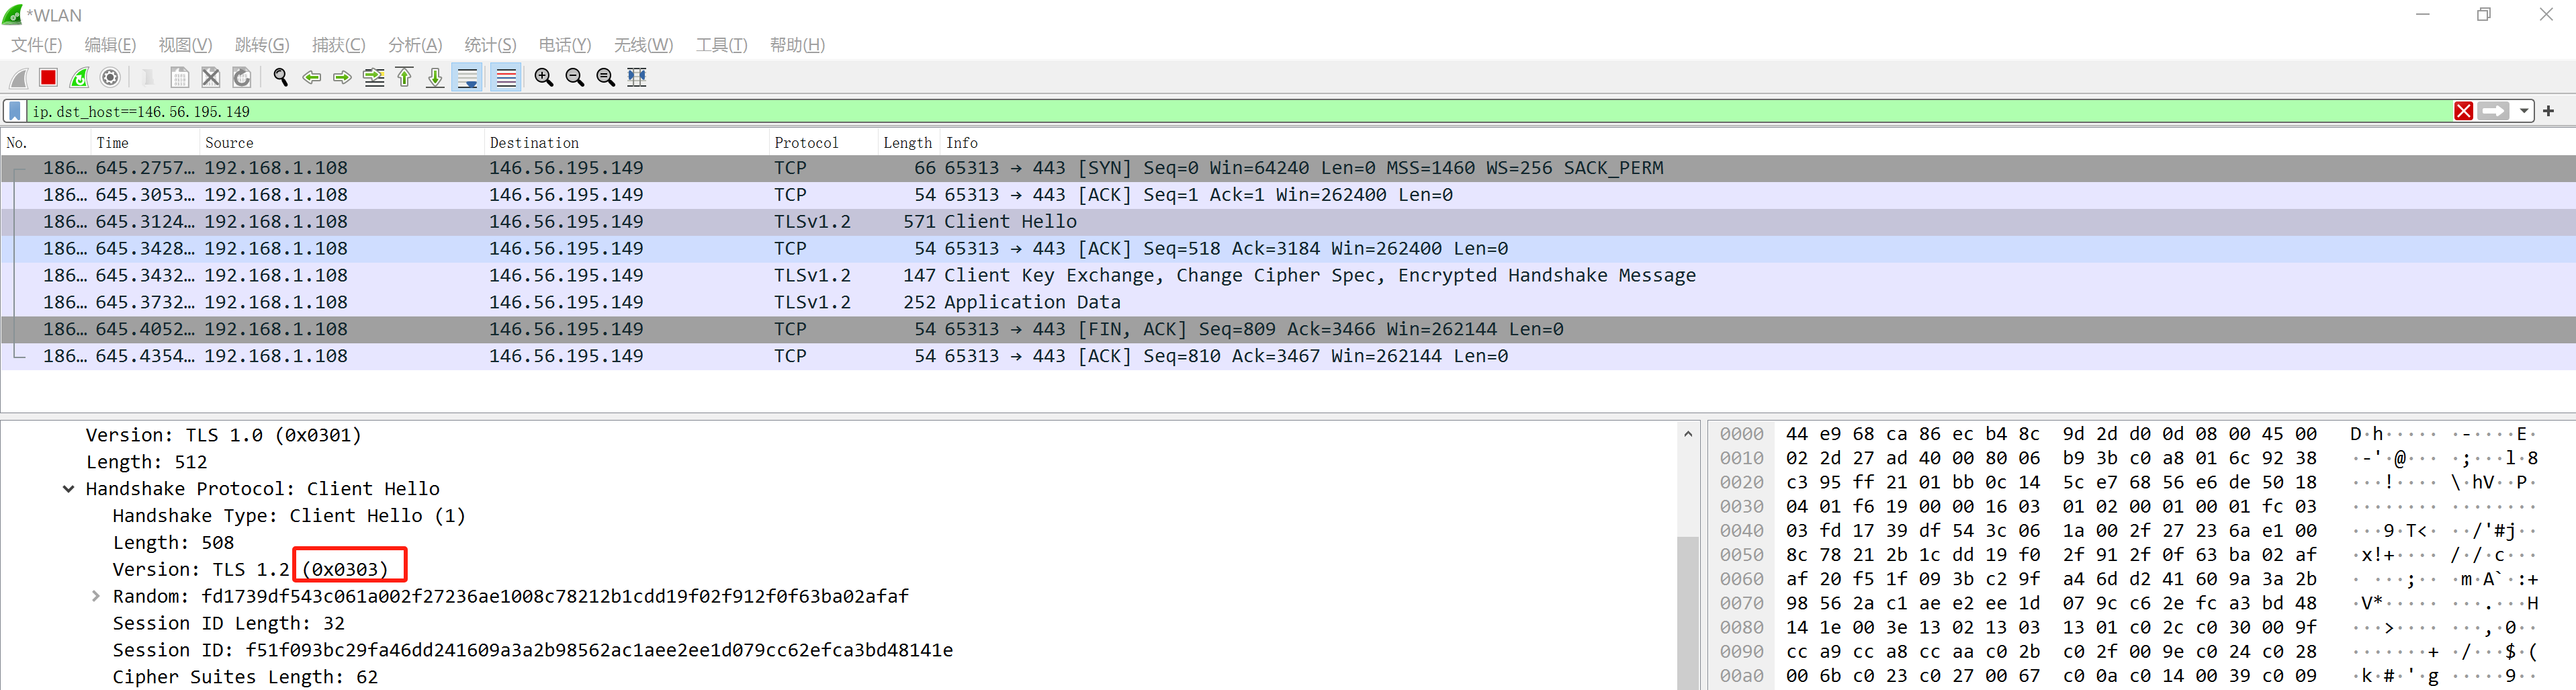 *WLAN
文件(F) 编辑(E) 视图(V) 跳转(G) 捕获(C) 分析(A) 统计(S) 电话(Y) 无线(W) 工具(T) 帮助(H)
ip.dst_host==146.56.195.149
No. Time Source Destination Protocol Length Info
186… 645.2757… 192.168.1.108 146.56.195.149 TCP 66 65313 → 443 [SYN] Seq=0 Win=64240 Len=0 MSS=1460 WS=256 SACK_PERM
186… 645.3053… 192.168.1.108 146.56.195.149 TCP 54 65313 → 443 [ACK] Seq=1 Ack=1 Win=262400 Len=0
186… 645.3124… 192.168.1.108 146.56.195.149 TLSv1.2 571 Client Hello
186… 645.3428… 192.168.1.108 146.56.195.149 TCP 54 65313 → 443 [ACK] Seq=518 Ack=3184 Win=262400 Len=0
186… 645.3432… 192.168.1.108 146.56.195.149 TLSv1.2 147 Client Key Exchange, Change Cipher Spec, Encrypted Handshake Message
186… 645.3732… 192.168.1.108 146.56.195.149 TLSv1.2 252 Application Data
186… 645.4052… 192.168.1.108 146.56.195.149 TCP 54 65313 → 443 [FIN, ACK] Seq=809 Ack=3466 Win=262144 Len=0
186… 645.4354… 192.168.1.108 146.56.195.149 TCP 54 65313 → 443 [ACK] Seq=810 Ack=3467 Win=262144 Len=0
Version: TLS 1.0 (0x0301)
Length: 512
Handshake Protocol: Client Hello
Handshake Type: Client Hello (1)
Length: 508
Version: TLS 1.2 (0x0303)
Random: fd1739df543c061a002f27236ae1008c78212b1cdd19f02f912f0f63ba02afaf
Session ID Length: 32
Session ID: f51f093bc29fa46dd241609a3a2b98562ac1aee2ee1d079cc62efca3bd48141e
Cipher Suites Length: 62
0000 44 e9 68 ca 86 ec b4 8c 9d 2d d0 0d 08 00 45 00 D·h····· ·-····E·
0010 02 2d 27 ad 40 00 80 06 b9 3b c0 a8 01 6c 92 38 ·-'·@··· ·;···l·8
0020 c3 95 ff 21 01 bb 0c 14 5c e7 68 56 e6 de 50 18 ···!···· \·hV··P·
0030 04 01 f6 19 00 00 16 03 01 02 00 01 00 01 fc 03 ········ ········
0040 03 fd 17 39 df 54 3c 06 1a 00 2f 27 23 6a e1 00 ···9·T<· ··/'#j··
0050 8c 78 21 2b 1c dd 19 f0 2f 91 2f 0f 63 ba 02 af ·x!+···· /·/·c···
0060 af 20 f5 1f 09 3b c2 9f a4 6d d2 41 60 9a 3a 2b · ···;·· ·m·A`·:+
0070 98 56 2a c1 ae e2 ee 1d 07 9c c6 2e fc a3 bd 48 ·V*····· ···.···H
0080 14 1e 00 3e 13 02 13 03 13 01 c0 2c c0 30 00 9f ···>···· ···,·0··
0090 cc a9 cc a8 cc aa c0 2b c0 2f 00 9e c0 24 c0 28 ·······+ ·/···$·(
00a0 00 6b c0 23 c0 27 00 67 c0 0a c0 14 00 39 c0 09 ·k·#·'·g ·····9··